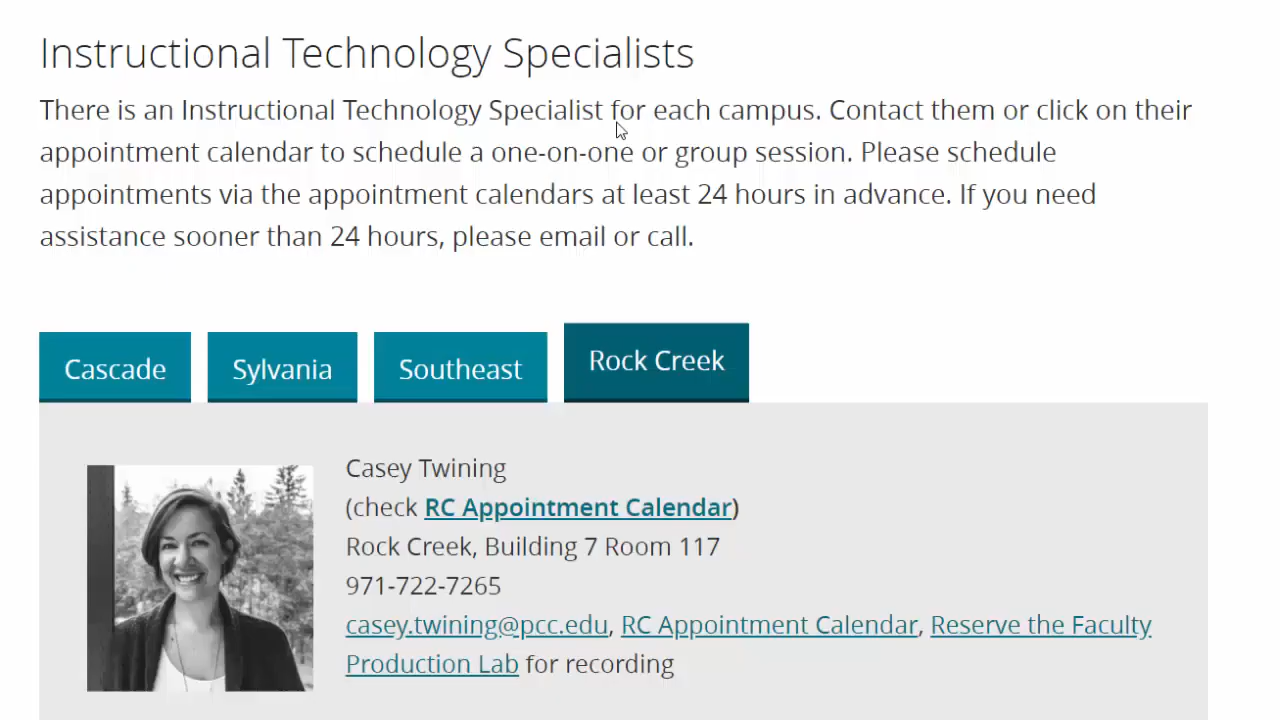 Instructional Technology Specialists
There is an Instructional Technology Specialist for each campus. Contact them or click on their
appointment calendar to schedule a one-on-one or group session. Please schedule
appointments via the appointment calendars at least 24 hours in advance. If you need
assistance sooner than 24 hours, please email or call.
Cascade
Sylvania
Southeast
Rock Creek
Casey Twining
(check RC Appointment Calendar)
Rock Creek, Building 7 Room 117
971-722-7265
casey.twining@pcc.edu, RC Appointment Calendar, Reserve the Faculty
Production Lab for recording